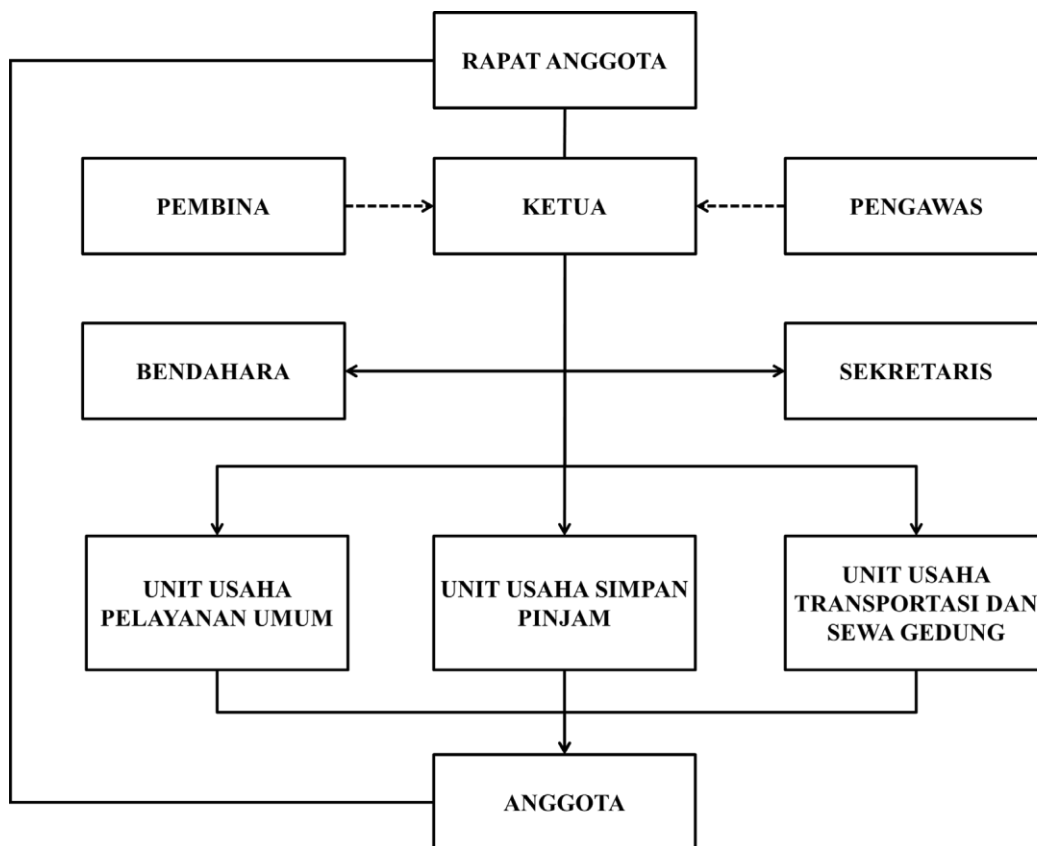 RAPAT ANGGOTA
PEMBINA
KETUA
PENGAWAS
BENDAHARA
SEKRETARIS
UNIT USAHA
PELAYANAN UMUM
UNIT USAHA SIMPAN
PINJAM
UNIT USAHA
TRANSPORTASI DAN
SEWA GEDUNG
ANGGOTA